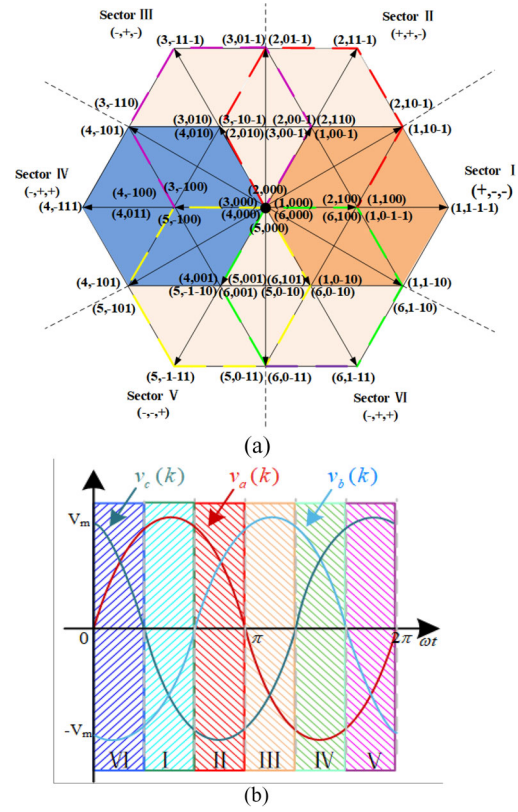 Sector III
Sector II
(-,+,-)
(3,-11-1)
(3,01-1)
(2,01-1)
(2,11-1)
(+,+,-)
(3,-110)
(2,10-1)
(4,-101)
(3,010)
(3,-10-1)
(2,00-1)
(2,110)
(1,10-1)
(4,010)
(2,010)
(3,00-1)
(1,00-1)
Sector IV
Sector I
(-,+,+)
(4,-100)
(3,-100)
(2,000)
(2,100)
(1,100)
(+,-,-)
(4,-111)
(4,011)
(5,-100)
(3,000)
(1,000)
(4,000)
(6,000)
(5,000)
(6,100)
(1,0-1-1)
(1,1-1-1)
(4,-101)
(4,001)
(5,001)
(6,101)
(1,0-10)
(1,1-10)
(5,-101)
(5,-1-10)
(6,001)
(5,0-10)
(6,0-10)
(6,1-10)
(5,-1-11)
(5,0-11)
(6,0-11)
(6,1-11)
Sector V
Sector VI
(-,-,+)
(-,+,+)
(a)
v_c(k)
v_a(k)
v_b(k)
V_m
0
π
2π
ωt
-V_m
VI
I
II
III
IV
V
(b)